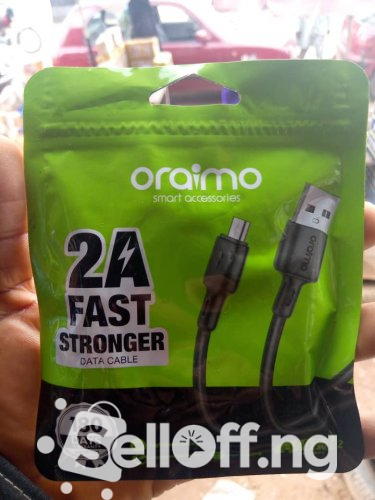 oraimo
smart accessories
2A
FAST
STRONGER
DATA CABLE
oraimo
SellOff.ng